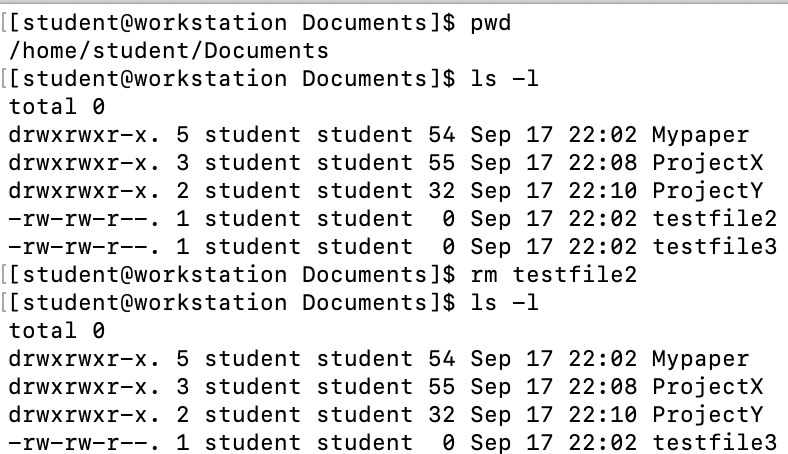 [[student@workstation Documents]$ pwd
/home/student/Documents
[[student@workstation Documents]$ ls -l
total 0
drwxrwxr-x. 5 student student 54 Sep 17 22:02 Mypaper
drwxrwxr-x. 3 student student 55 Sep 17 22:08 ProjectX
drwxrwxr-x. 2 student student 32 Sep 17 22:10 ProjectY
-rw-rw-r--. 1 student student  0 Sep 17 22:02 testfile2
-rw-rw-r--. 1 student student  0 Sep 17 22:02 testfile3
[[student@workstation Documents]$ rm testfile2
[[student@workstation Documents]$ ls -l
total 0
drwxrwxr-x. 5 student student 54 Sep 17 22:02 Mypaper
drwxrwxr-x. 3 student student 55 Sep 17 22:08 ProjectX
drwxrwxr-x. 2 student student 32 Sep 17 22:10 ProjectY
-rw-rw-r--. 1 student student  0 Sep 17 22:02 testfile3